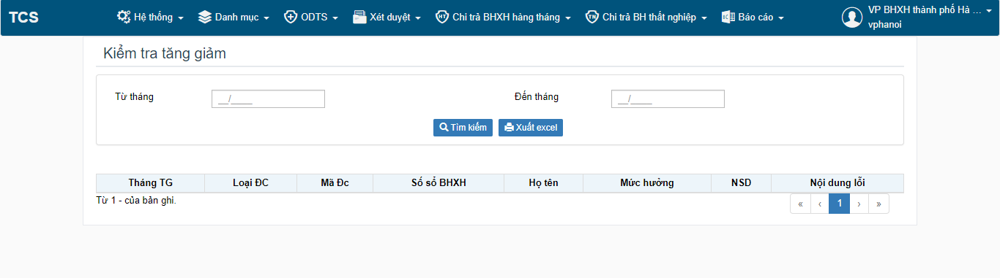 TCS Hệ thống Danh mục ODTS Xét duyệt Chi trả BHXH hàng tháng Chi trả BH thất nghiệp Báo cáo VP BHXH thành phố Hà ...
vphanoi
Kiểm tra tăng giảm
Từ tháng __/____ Đến tháng __/____
Tìm kiếm Xuất excel
Tháng TG Loại ĐC Mã Đc Số sổ BHXH Họ tên Mức hưởng NSD Nội dung lỗi
Từ 1 - của bản ghi. « ‹ 1 › »